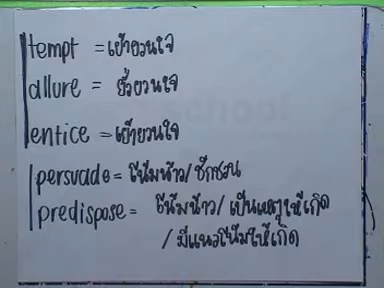 tempt = เย้ายวนใจ
allure = ยั่วยวนใจ
entice = เย้ายวนใจ
persuade = โน้มน้าว / ชักชวน
predispose = โน้มน้าว / เป็นเหตุให้เกิด
/ มีแนวโน้มให้เกิด